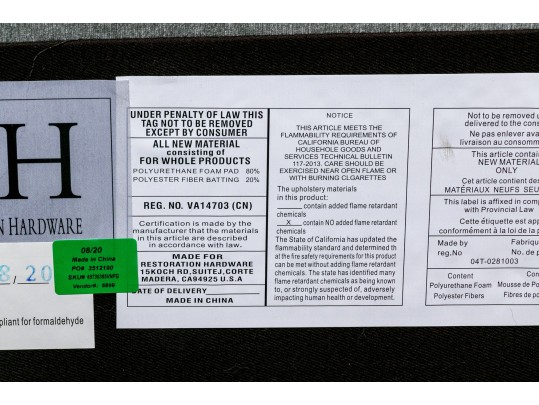 H
N HARDWARE
8, 20
pliant for formaldehyde
08/20
Made in China
PO# 3513190
UNDER PENALTY OF LAW THIS
TAG NOT TO BE REMOVED
EXCEPT BY CONSUMER
ALL NEW MATERIAL
consisting of
FOR WHOLE PRODUCTS
POLYURETHANE FOAM PAD 80%
POLYESTER FIBER BATTING 20%
REG. NO. VA14703 (CN)
Certification is made by the
manufacturer that the materials
in this article are described
in accordance with law.
MADE FOR
RESTORATION HARDWARE
15KOCH RD,SUITEJ,CORTE
MADERA, CA94925 U.S.A
DATE OF DELIVERY
MADE IN CHINA
NOTICE
THIS ARTICLE MEETS THE
FLAMMABILITY REQUIREMENTS OF
CALIFORNIA BUREAU OF
HOUSEHOLD GOODS AND
SERVICES TECHNICAL BULLETIN
117-2013. CARE SHOULD BE
EXERCISED NEAR OPEN FLAME OR
WITH BURNING CLGARETTES
The upholstery materials
in this product:
____ contain added flame retardant
chemicals
__X__ contain NO added flame retardant
chemicals
The State of California has updated the
flammability standard and determined th
at the fire safety requirements for this product
can be met without adding flame retardant
chemicals. The state has identified many
flame retardant chemicals as being known
to, or strongly suspected of, adversely
impacting human health or development.
Not to be removed u
delivered to the cons
Ne pas enlever ava
livraison au consomm
This article contain
NEW MATERIAL
ONLY
Cet article contient des
MATÉRIAUX NEUFS SEU
This label is affixed in comp
with Provincial Law
Cette étiquette est app
conformément à la loi de la p
Made by Fabriqu
reg,No No
04T-0281003
Content Con
Polyurethane Foam Mousse de Po
Polyester Fibers Fibres de po